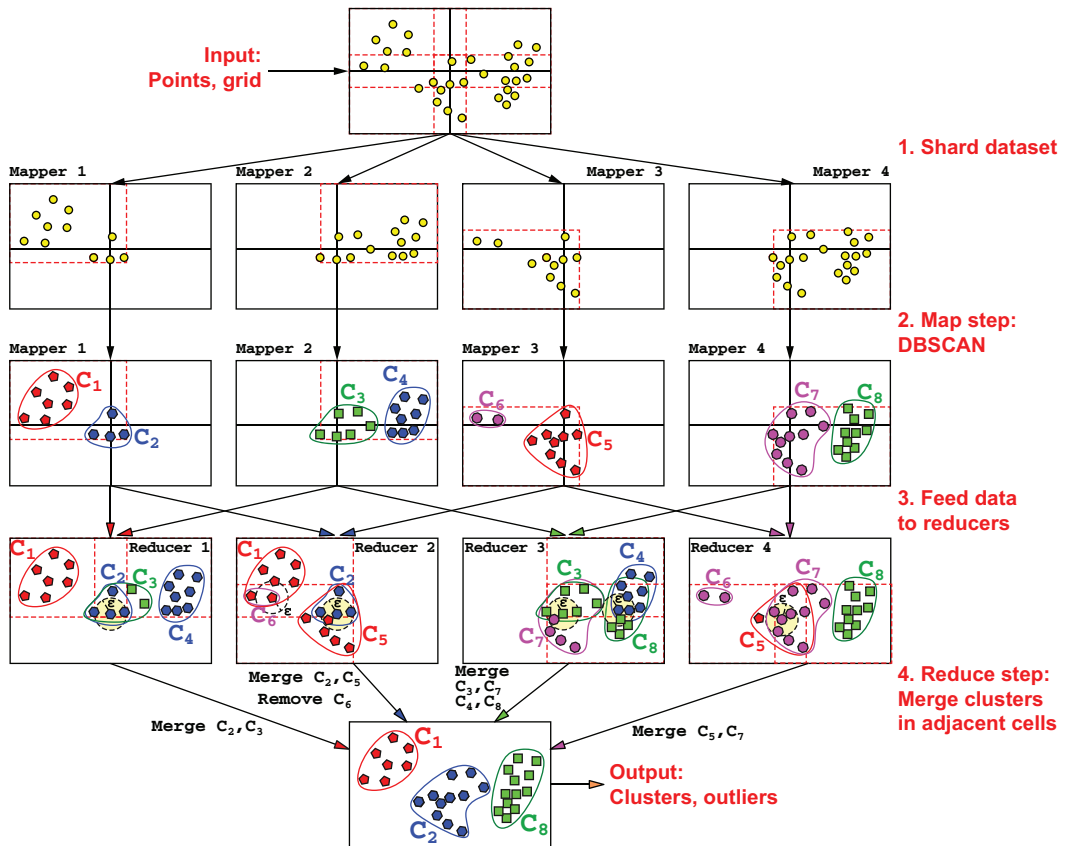 Input:
Points, grid
1. Shard dataset
Mapper 1
Mapper 2
Mapper 3
Mapper 4
2. Map step:
DBSCAN
Mapper 1
Mapper 2
Mapper 3
Mapper 4
C1
C2
C3
C4
C6
C5
C7
C8
3. Feed data
to reducers
Reducer 1
Reducer 2
Reducer 3
Reducer 4
C1
C2
C3
ε
C4
C1
C2
ε
ε
C6
C5
C3
C4
ε
ε
C7
C8
C6
C7
C8
ε
C5
4. Reduce step:
Merge clusters
in adjacent cells
Merge C2,C3
Merge C2,C5
Remove C6
Merge
C3,C7
C4,C8
Merge C5,C7
C1
C2
C8
Output:
Clusters, outliers